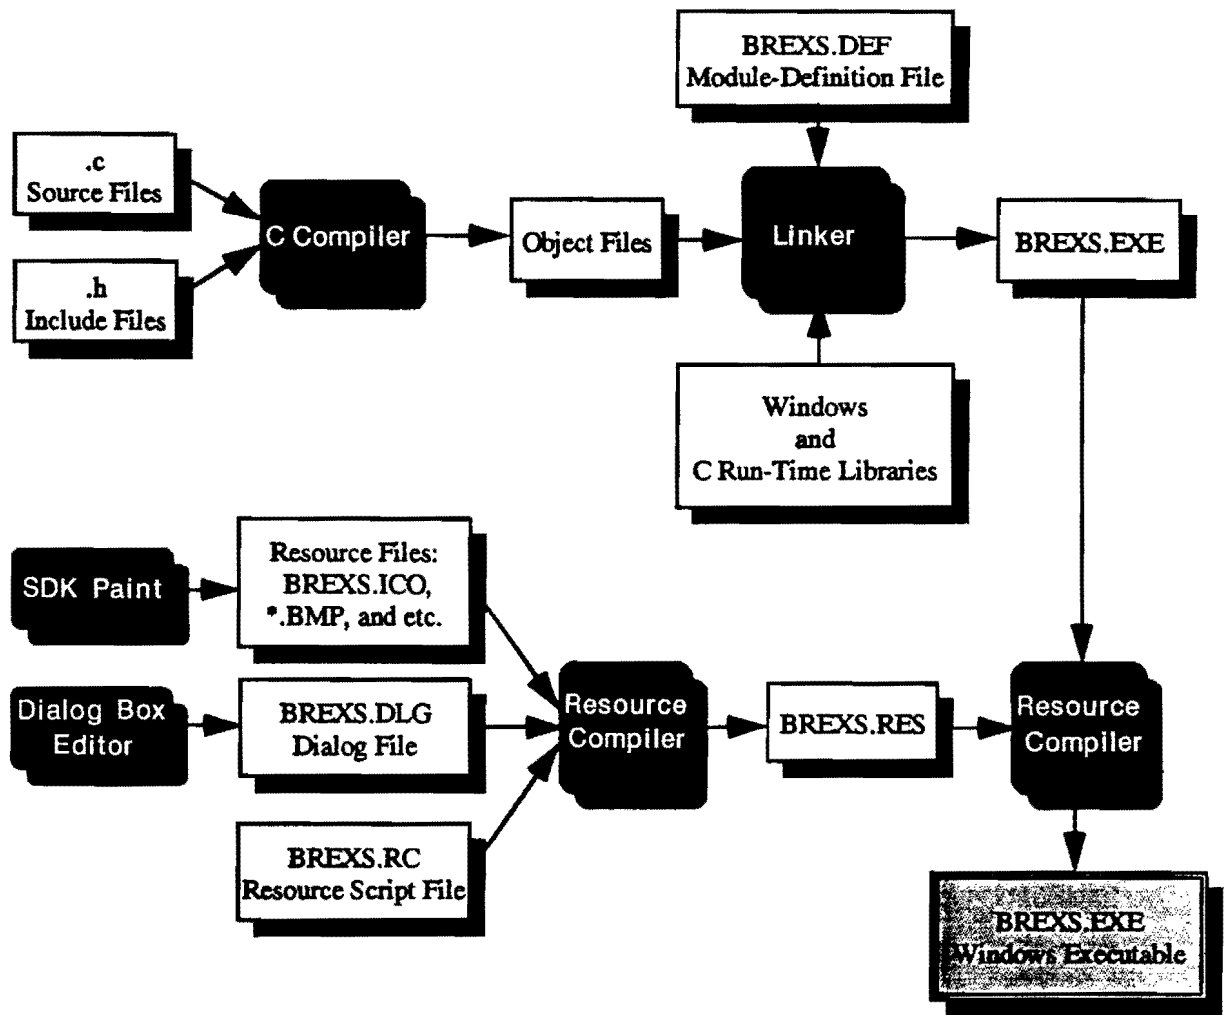 BREXS.DEF
Module-Definition File
.c
Source Files
C Compiler
Object Files
Linker
BREXS.EXE
.h
Include Files
Windows
and
C Run-Time Libraries
SDK Paint
Resource Files:
BREXS.ICO,
*.BMP, and etc.
Dialog Box
Editor
BREXS.DLG
Dialog File
Resource
Compiler
BREXS.RES
Resource
Compiler
BREXS.RC
Resource Script File
BREXS.EXE
Windows Executable